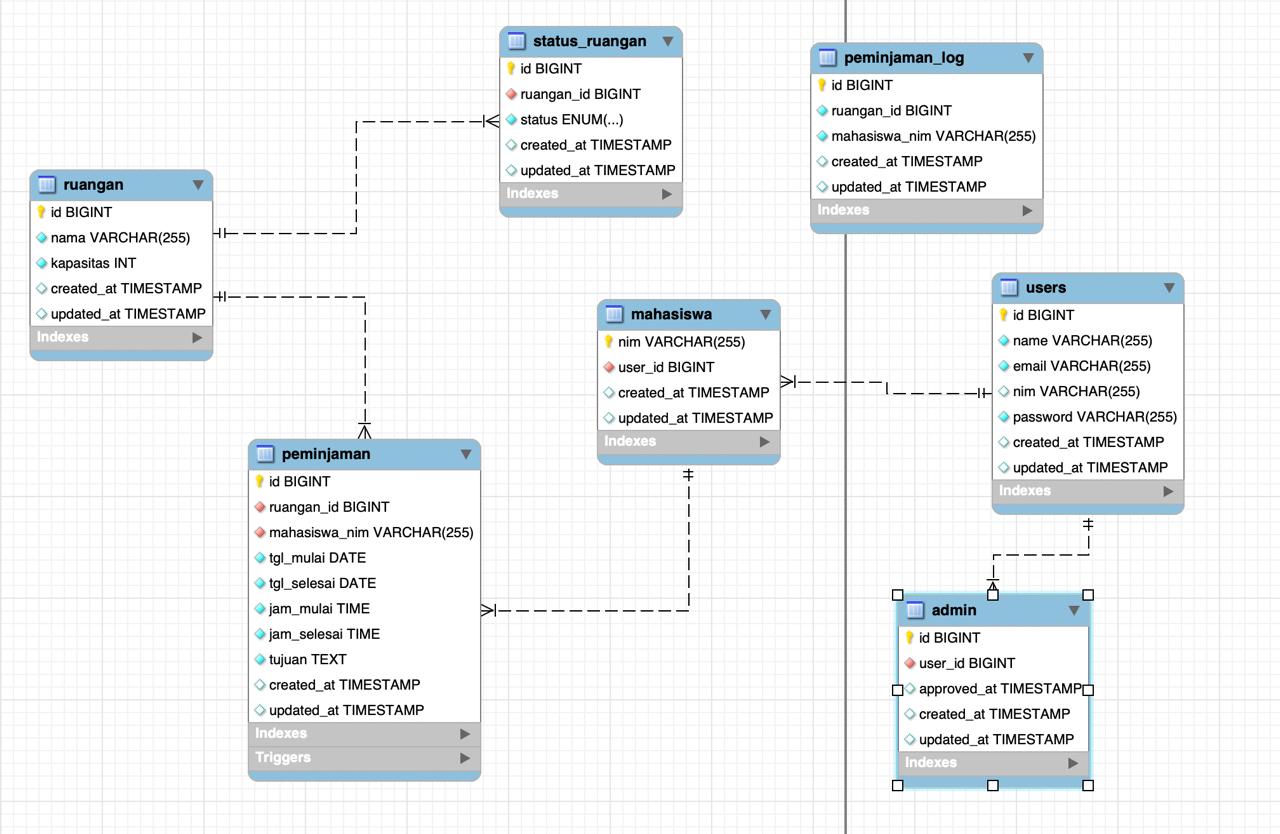 status_ruangan
id BIGINT
ruangan_id BIGINT
status ENUM(...)
created_at TIMESTAMP
updated_at TIMESTAMP
Indexes
peminjaman_log
id BIGINT
ruangan_id BIGINT
mahasiswa_nim VARCHAR(255)
created_at TIMESTAMP
updated_at TIMESTAMP
Indexes
ruangan
id BIGINT
nama VARCHAR(255)
kapasitas INT
created_at TIMESTAMP
updated_at TIMESTAMP
Indexes
mahasiswa
nim VARCHAR(255)
user_id BIGINT
created_at TIMESTAMP
updated_at TIMESTAMP
Indexes
users
id BIGINT
name VARCHAR(255)
email VARCHAR(255)
nim VARCHAR(255)
password VARCHAR(255)
created_at TIMESTAMP
updated_at TIMESTAMP
Indexes
peminjaman
id BIGINT
ruangan_id BIGINT
mahasiswa_nim VARCHAR(255)
tgl_mulai DATE
tgl_selesai DATE
jam_mulai TIME
jam_selesai TIME
tujuan TEXT
created_at TIMESTAMP
updated_at TIMESTAMP
Indexes
Triggers
admin
id BIGINT
user_id BIGINT
approved_at TIMESTAMP
created_at TIMESTAMP
updated_at TIMESTAMP
Indexes